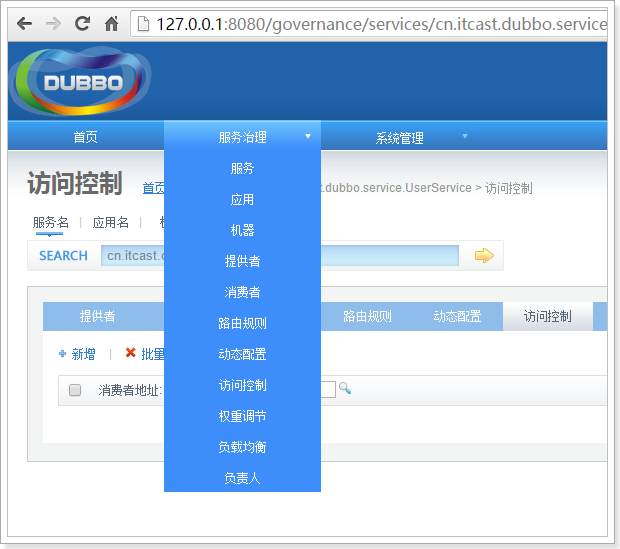 127.0.0.1:8080/governance/services/cn.itcast.dubbo.service
DUBBO
首页 服务治理 系统管理
服务
应用
机器
提供者
消费者
路由规则
动态配置
访问控制
权重调节
负载均衡
负责人
访问控制 首页 t.dubbo.service.UserService > 访问控制
服务名 | 应用名 |
SEARCH cn.itcast.
提供者 路由规则 动态配置 访问控制
新增 | 批量
消费者地址: